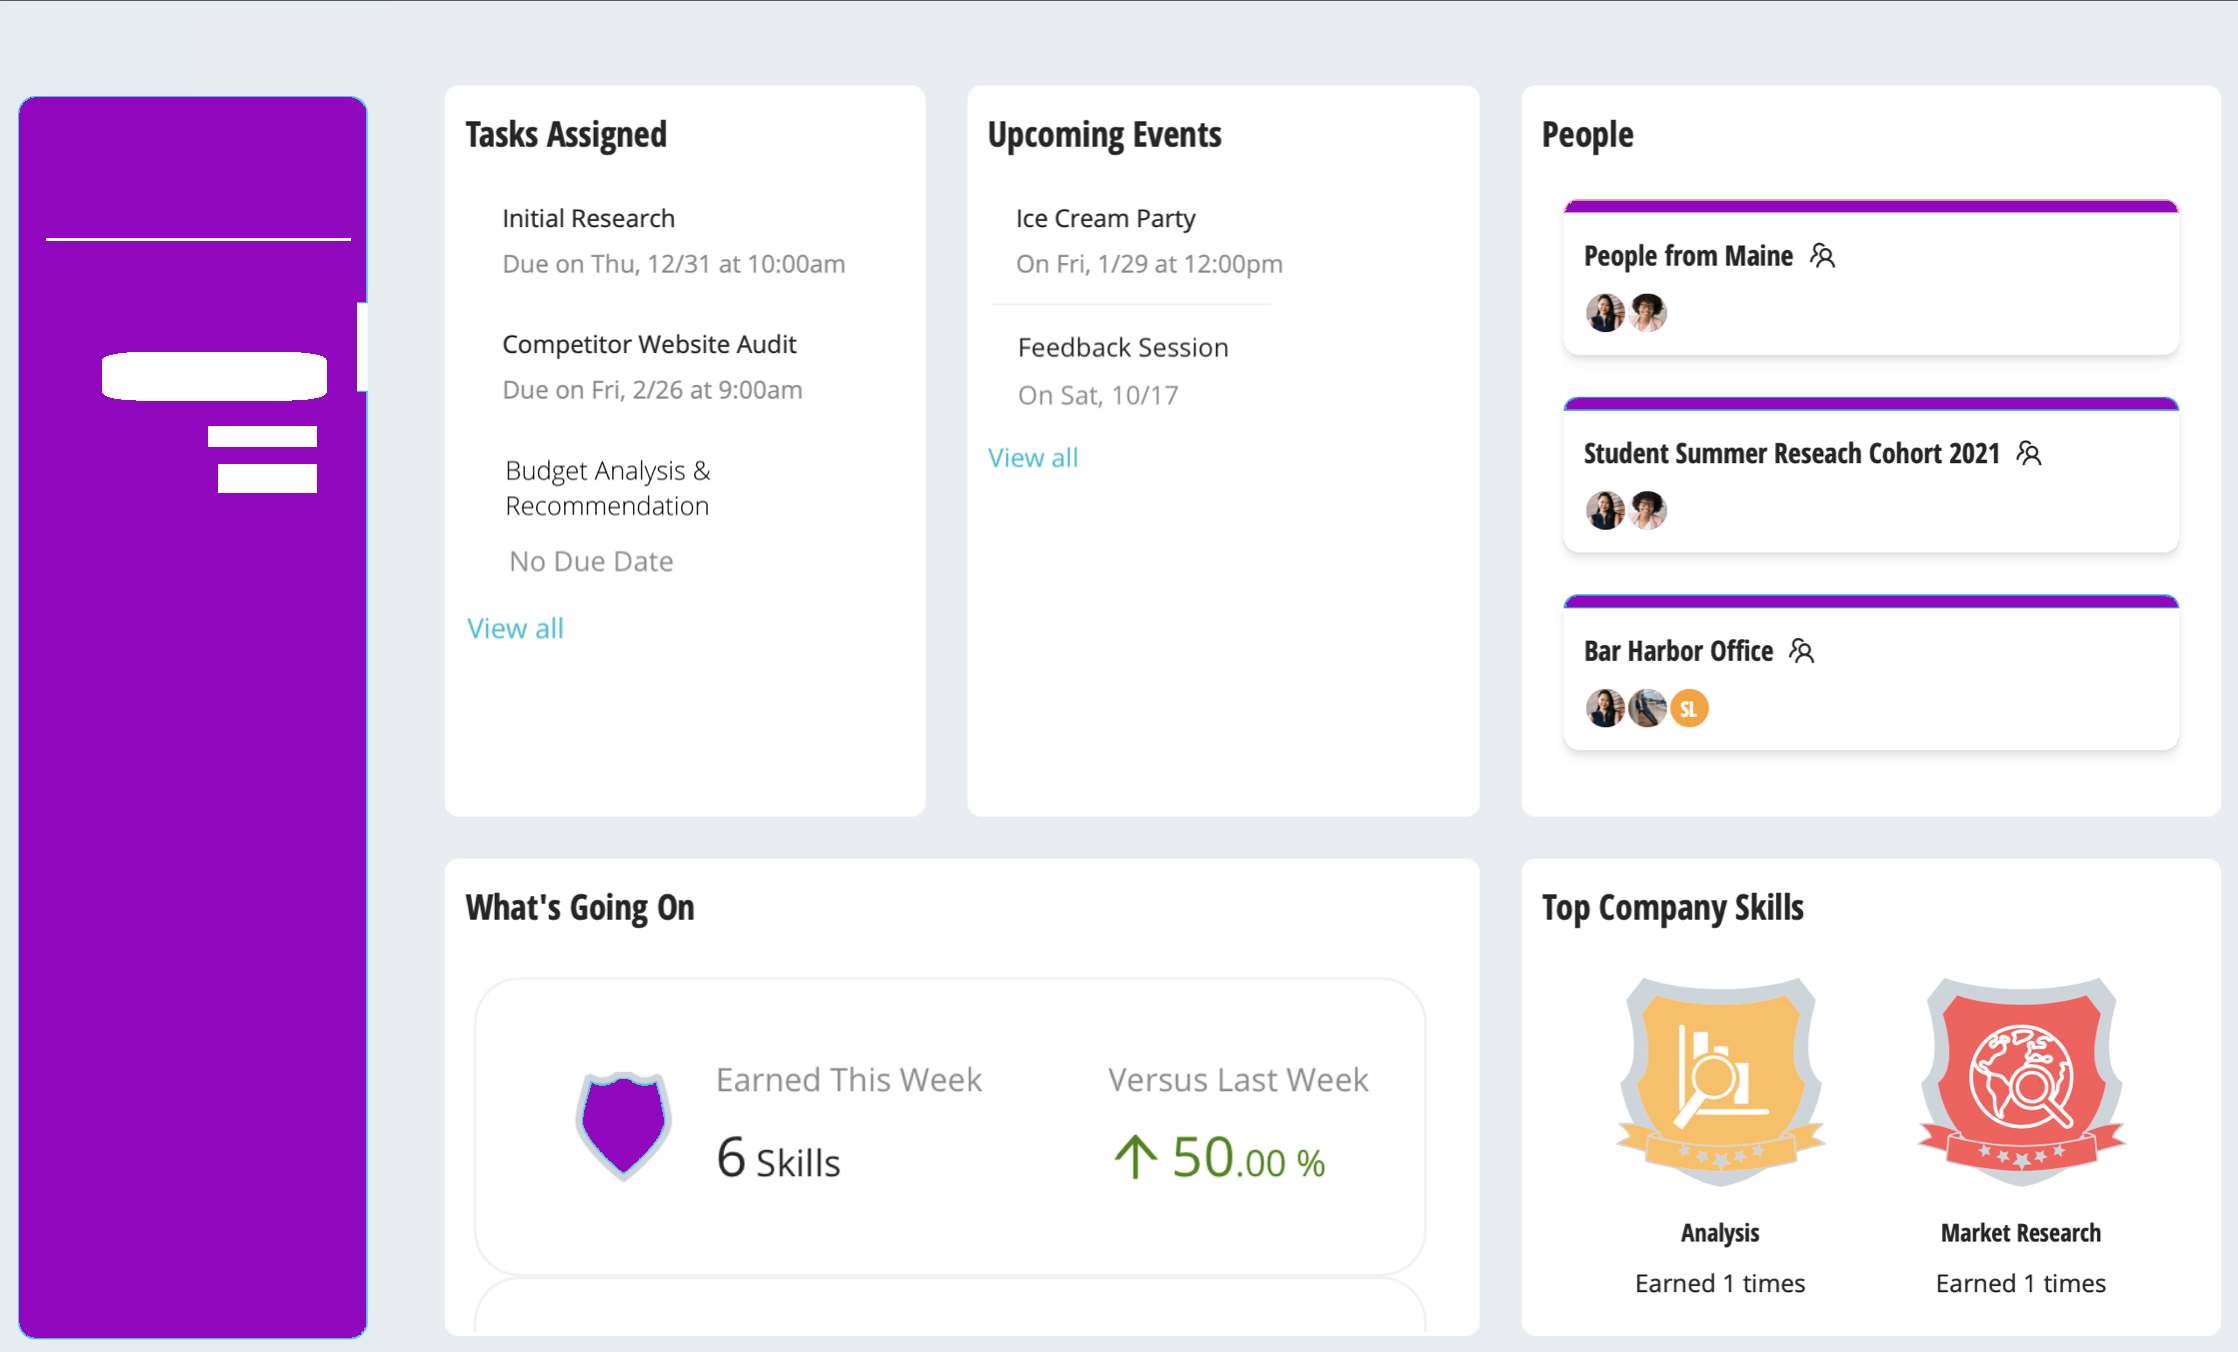 Tasks Assigned
Initial Research
Due on Thu, 12/31 at 10:00am
Competitor Website Audit
Due on Fri, 2/26 at 9:00am
Budget Analysis &
Recommendation
No Due Date
View all
Upcoming Events
Ice Cream Party
On Fri, 1/29 at 12:00pm
Feedback Session
On Sat, 10/17
View all
People
People from Maine
Student Summer Reseach Cohort 2021
Bar Harbor Office
SL
What's Going On
Earned This Week
6 Skills
Versus Last Week
↑ 50.00 %
Top Company Skills
Analysis
Earned 1 times
Market Research
Earned 1 times